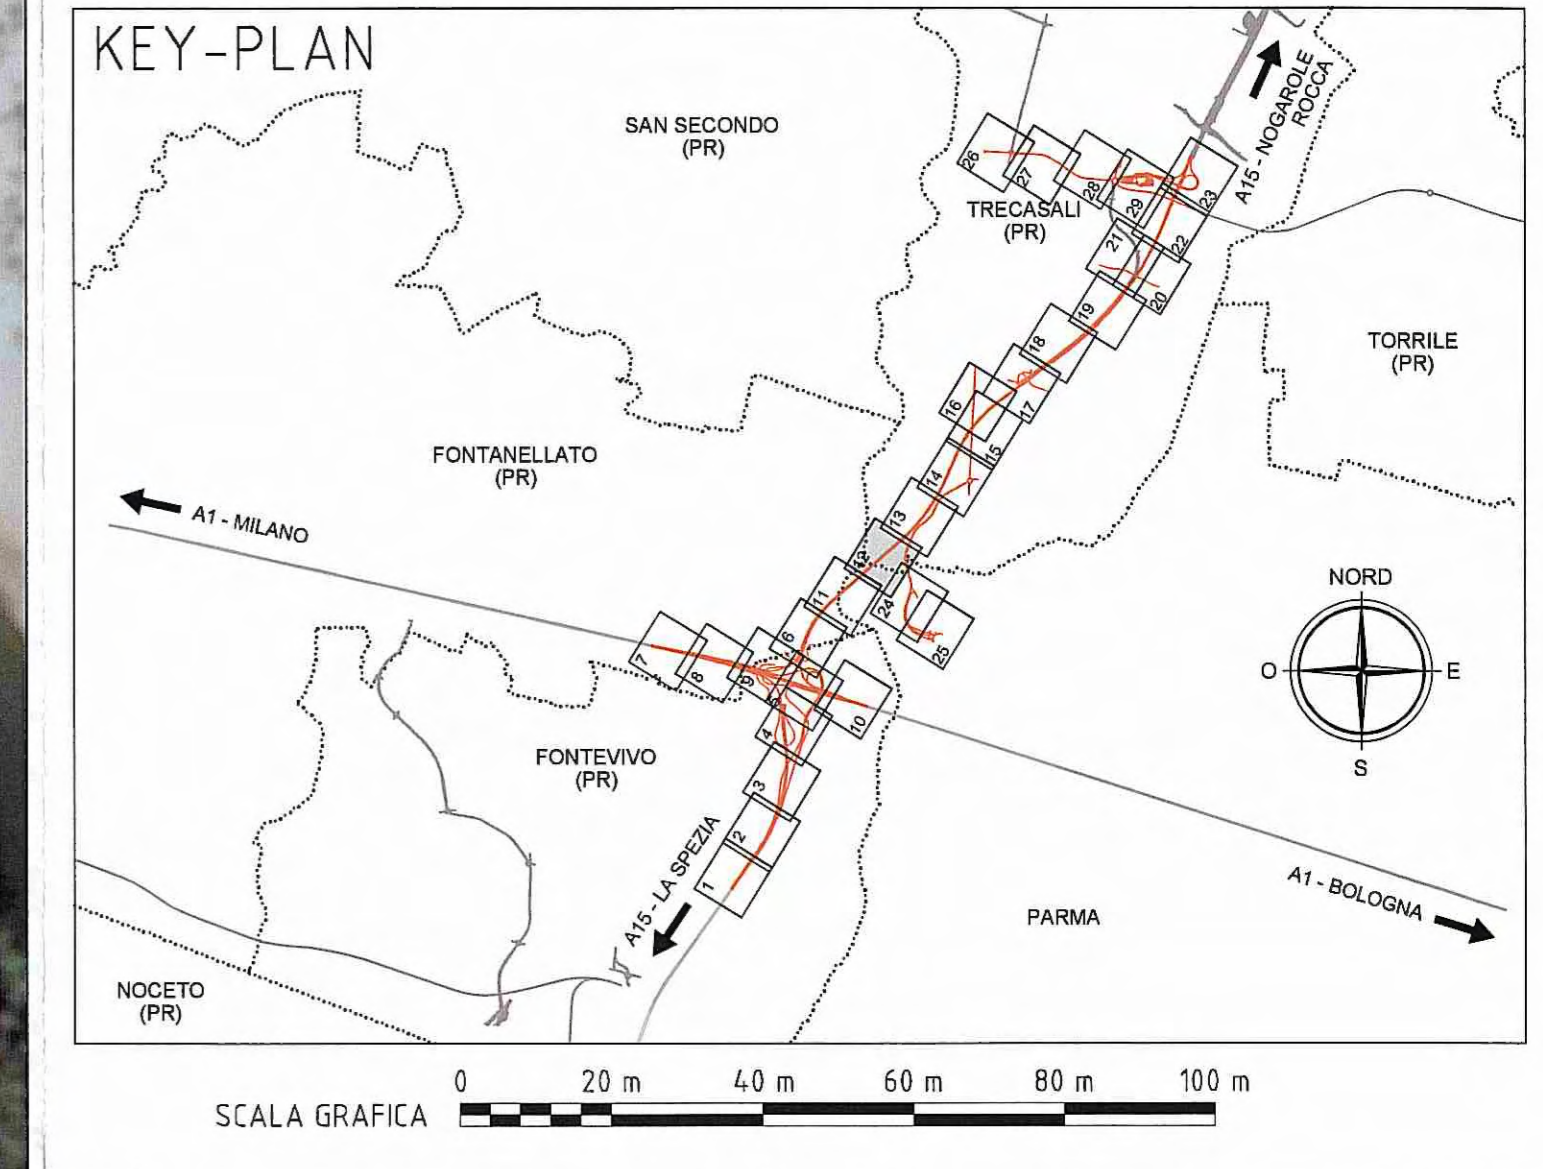 KEY-PLAN
SAN SECONDO
(PR)
A15 - NOGAROLE
ROCCA
26
27
28
29
23
TRECASALI
(PR)
22
21
20
19
18
TORRILE
(PR)
17
16
15
14
FONTANELLATO
(PR)
13
A1 - MILANO
12
11
24
25
NORD
O
E
S
6
7
8
9
5
10
4
FONTEVIVO
(PR)
3
2
1
A15 - LA SPEZIA
A1 - BOLOGNA
PARMA
NOCETO
(PR)
0 20 m 40 m 60 m 80 m 100 m
SCALA GRAFICA